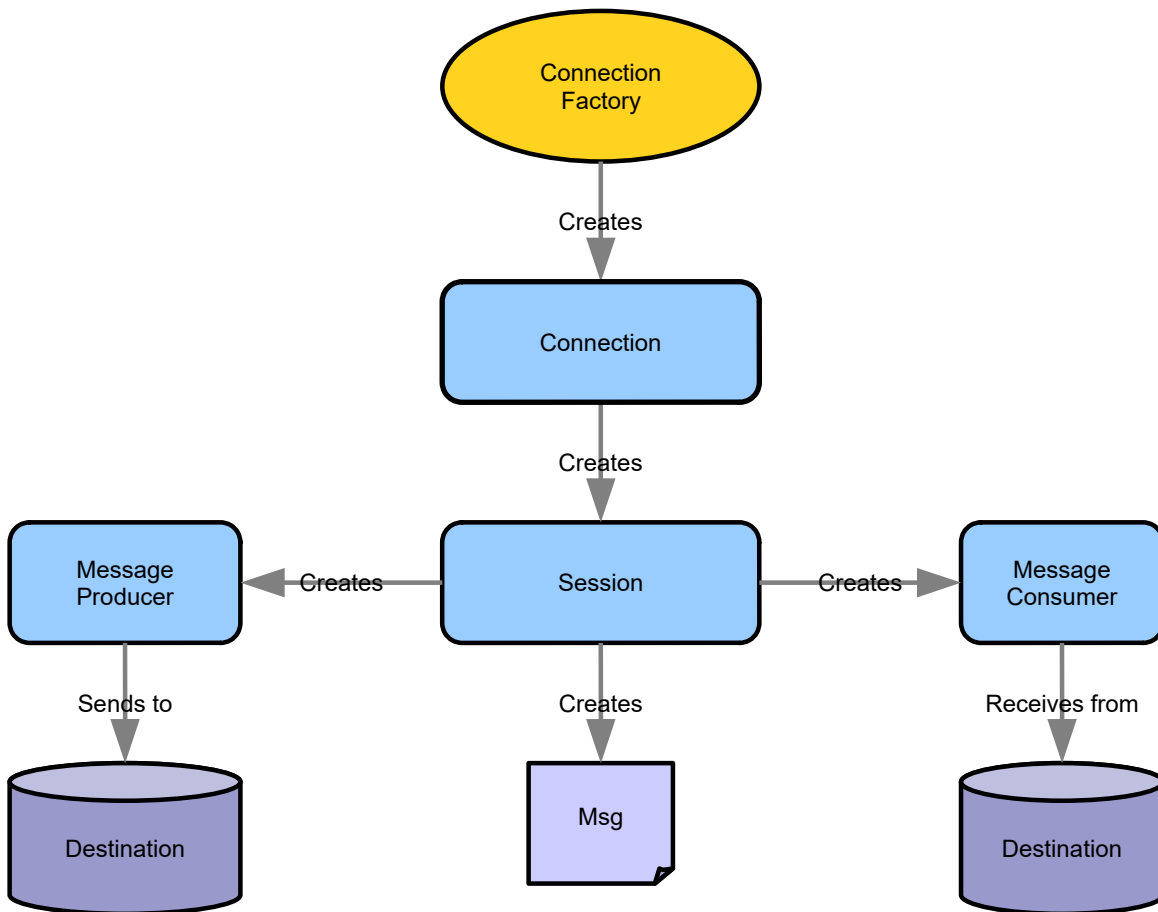 Connection
Factory
Creates
Connection
Creates
Message
Producer
Creates
Session
Creates
Message
Consumer
Sends to
Creates
Receives from
Destination
Msg
Destination